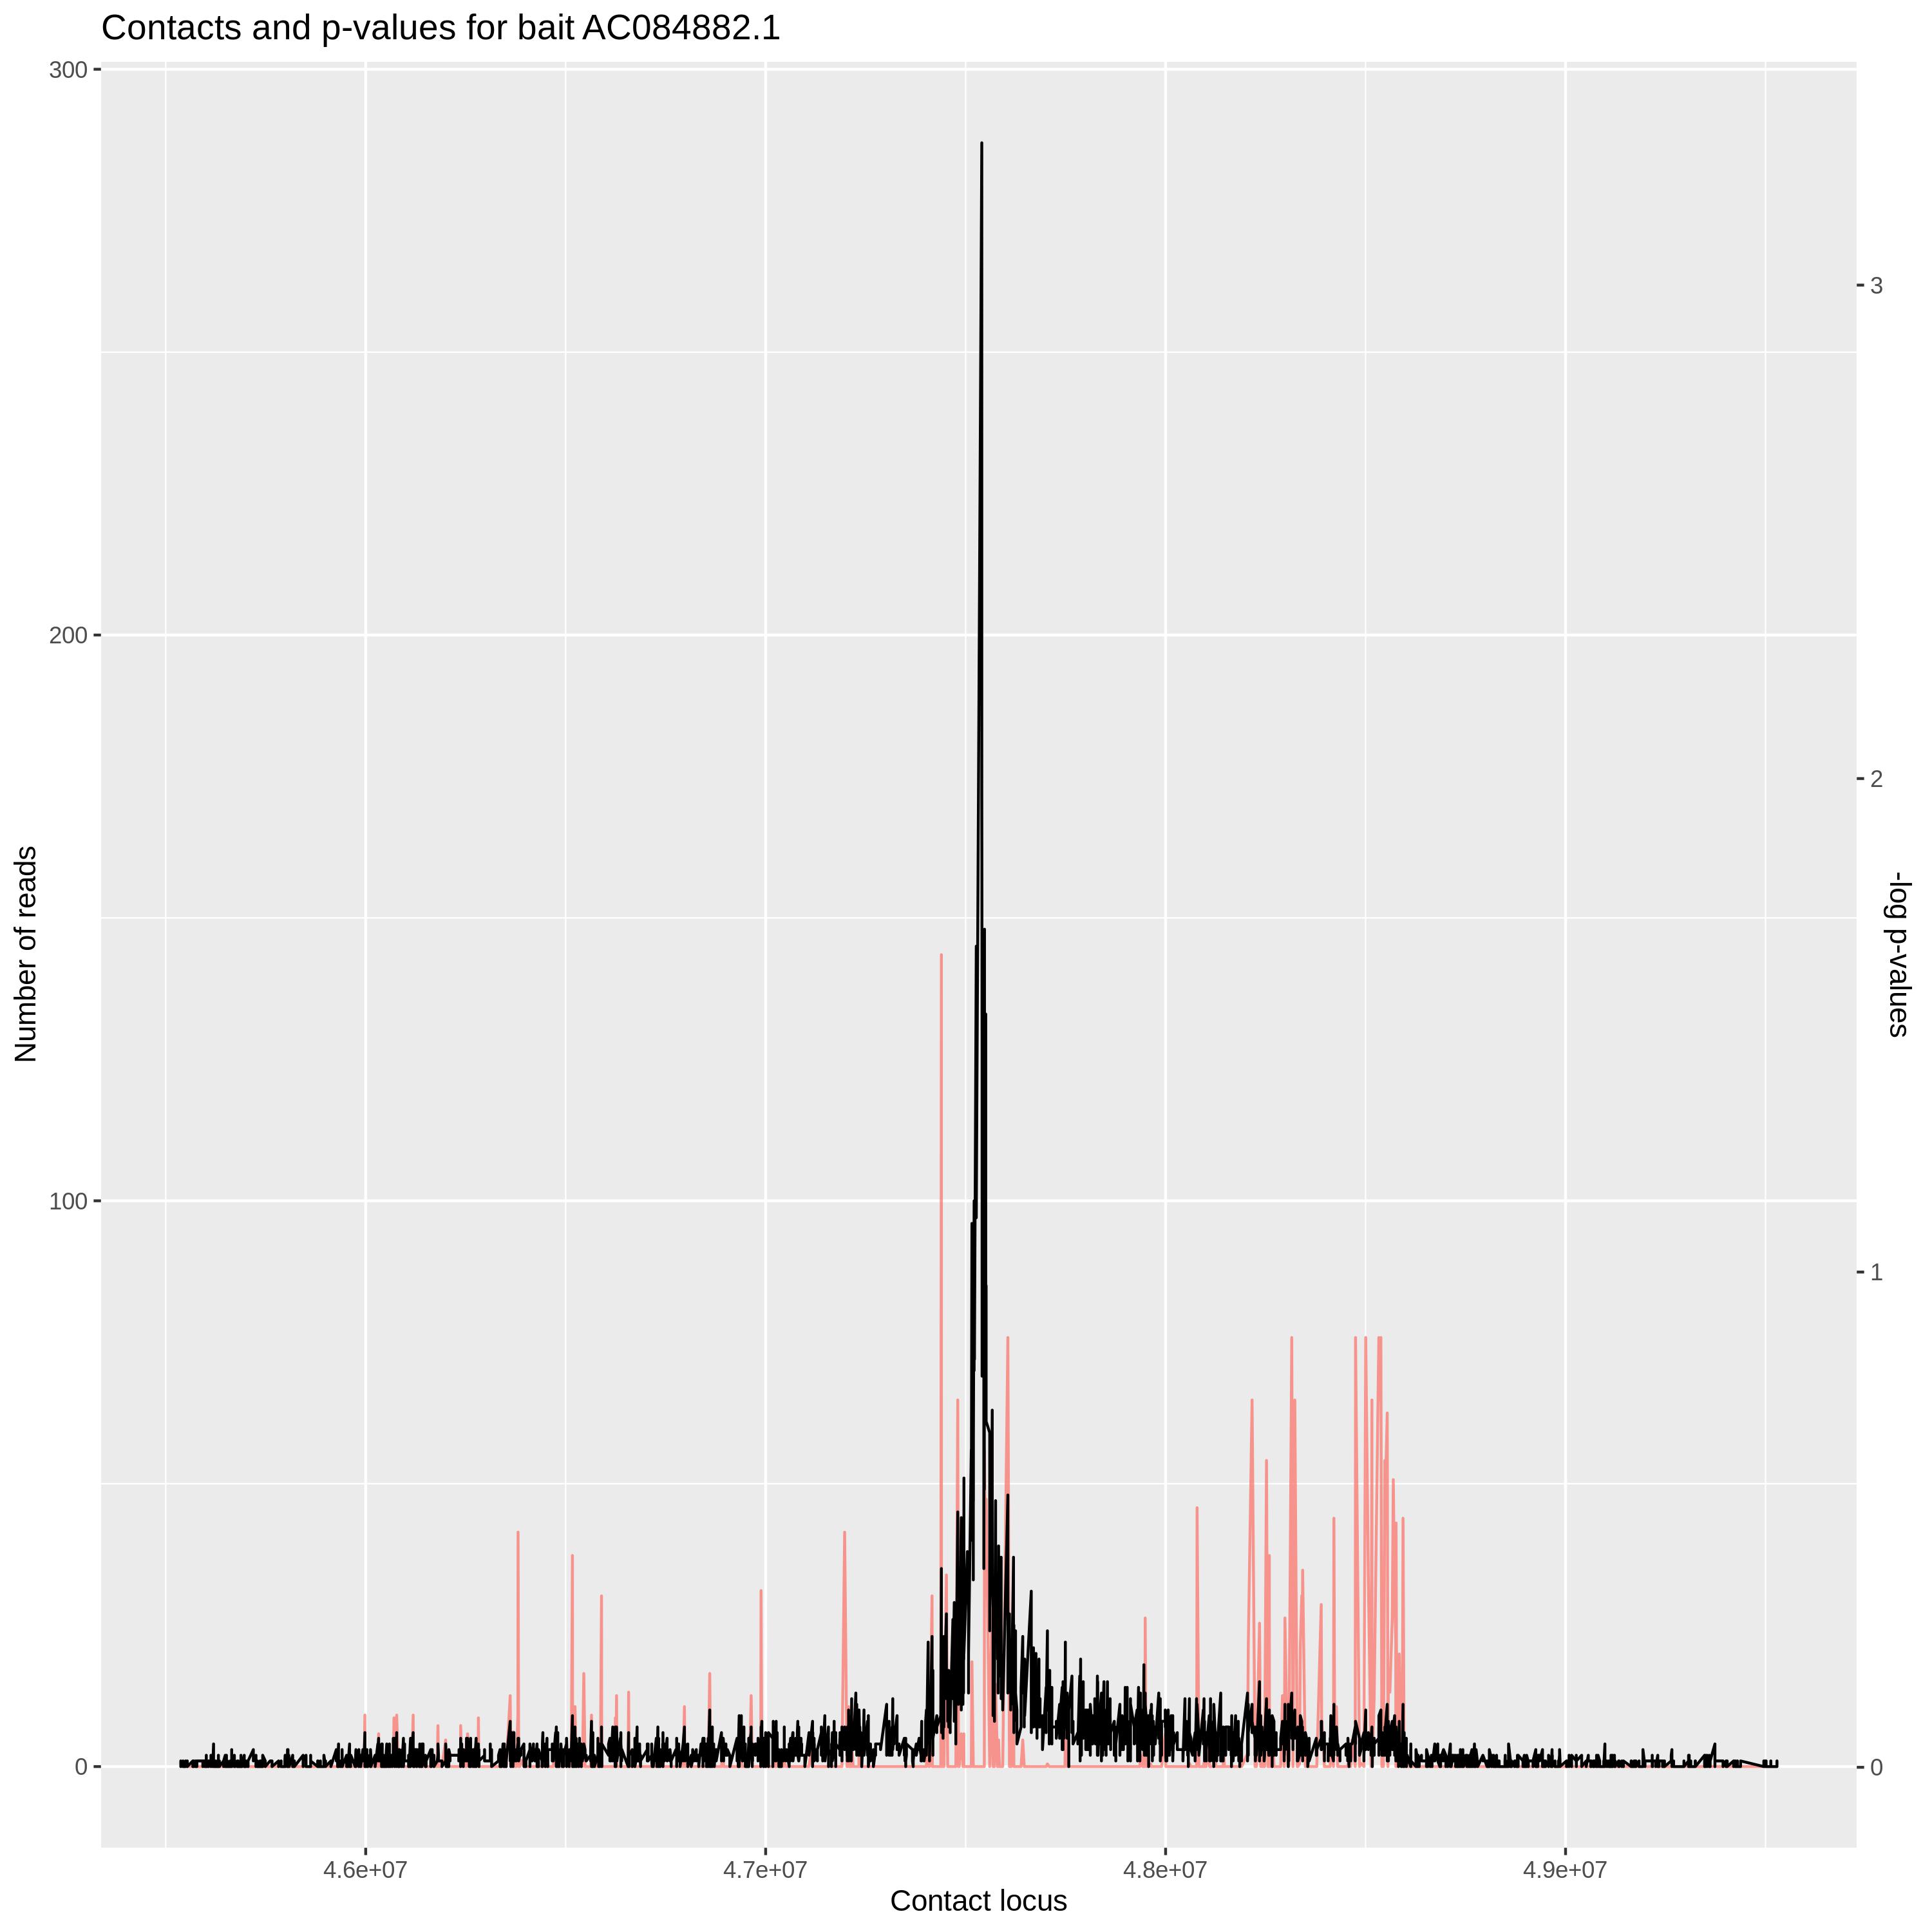 Contacts and p-values for bait AC084882.1
300
200
100
0
Number of reads
3
2
1
0
-log p-values
4.6e+07 4.7e+07 4.8e+07 4.9e+07
Contact locus